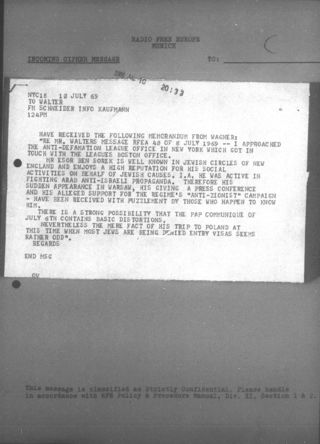 RADIO FREE EUROPE
MUNICH
INCOMING CIPHER MESSAGE
TO:
20:33
NYC18 10 JULY 69
TO WALTER
FM SCHNEIDER INFO KAUFMANN
124PM
HAVE RECEIVED THE FOLLOWING MEMORANDUM FROM WAGNER:
"RE MR. WALTERS MESSAGE RFEA 40 OF 8 JULY 1969 -- I APPROACHED
THE ANTI-DEFAMATION LEAGUE OFFICE IN NEW YORK WHICH GOT IN
TOUCH WITH THE LEAGUES BOSTON OFFICE.
MR ESOR BEN SOREK IS WELL KNOWN IN JEWISH CIRCLES OF NEW
ENGLAND AND ENJOYS A HIGH REPUTATION FOR HIS SOCIAL
ACTIVITIES ON BEHALF OF JEWISH CAUSES, I.A. HE WAS ACTIVE IN
FIGHTING ARAB ANTI-ISRAELI PROPAGANDA. THEREFORE HIS
SUDDEN APPEARANCE IN WARSAW, HIS GIVING A PRESS CONFERENCE
AND HIS ALLEGED SUPPORT FOR THE REGIME'S "ANTI-ZIONIST" CAMPAIGN
- HAVE BEEN RECEIVED WITH PUZZLEMENT BY THOSE WHO HAPPEN TO KNOW
HIM.
THERE IS A STRONG POSSIBILITY THAT THE PAP COMMUNIQUE OF
JULY 6TH CONTAINS BASIC DISTORTIONS.
NEVERTHELESS THE MERE FACT OF HIS TRIP TO POLAND AT
THIS TIME WHEN MOST JEWS ARE BEING DENIED ENTRY VISAS SEEMS
RATHER ODD".
REGARDS
END MSG
GV
This message is classified as Strictly Confidential. Please handle
in accordance with RFE Policy & Procedure Manual, Div. XI, Section 1 & 2.